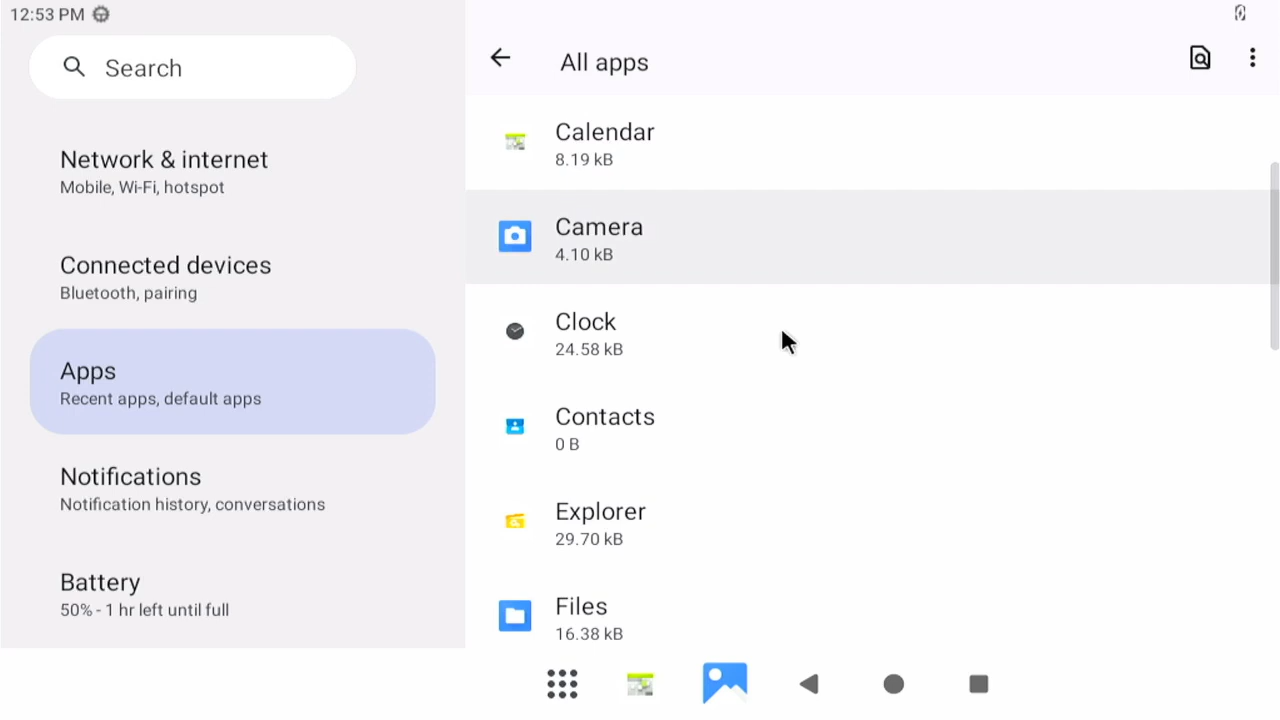 12:53 PM
Search
Network & internet
Mobile, Wi-Fi, hotspot
Connected devices
Bluetooth, pairing
Apps
Recent apps, default apps
Notifications
Notification history, conversations
Battery
50% - 1 hr left until full
All apps
Calendar
8.19 kB
Camera
4.10 kB
Clock
24.58 kB
Contacts
0 B
Explorer
29.70 kB
Files
16.38 kB